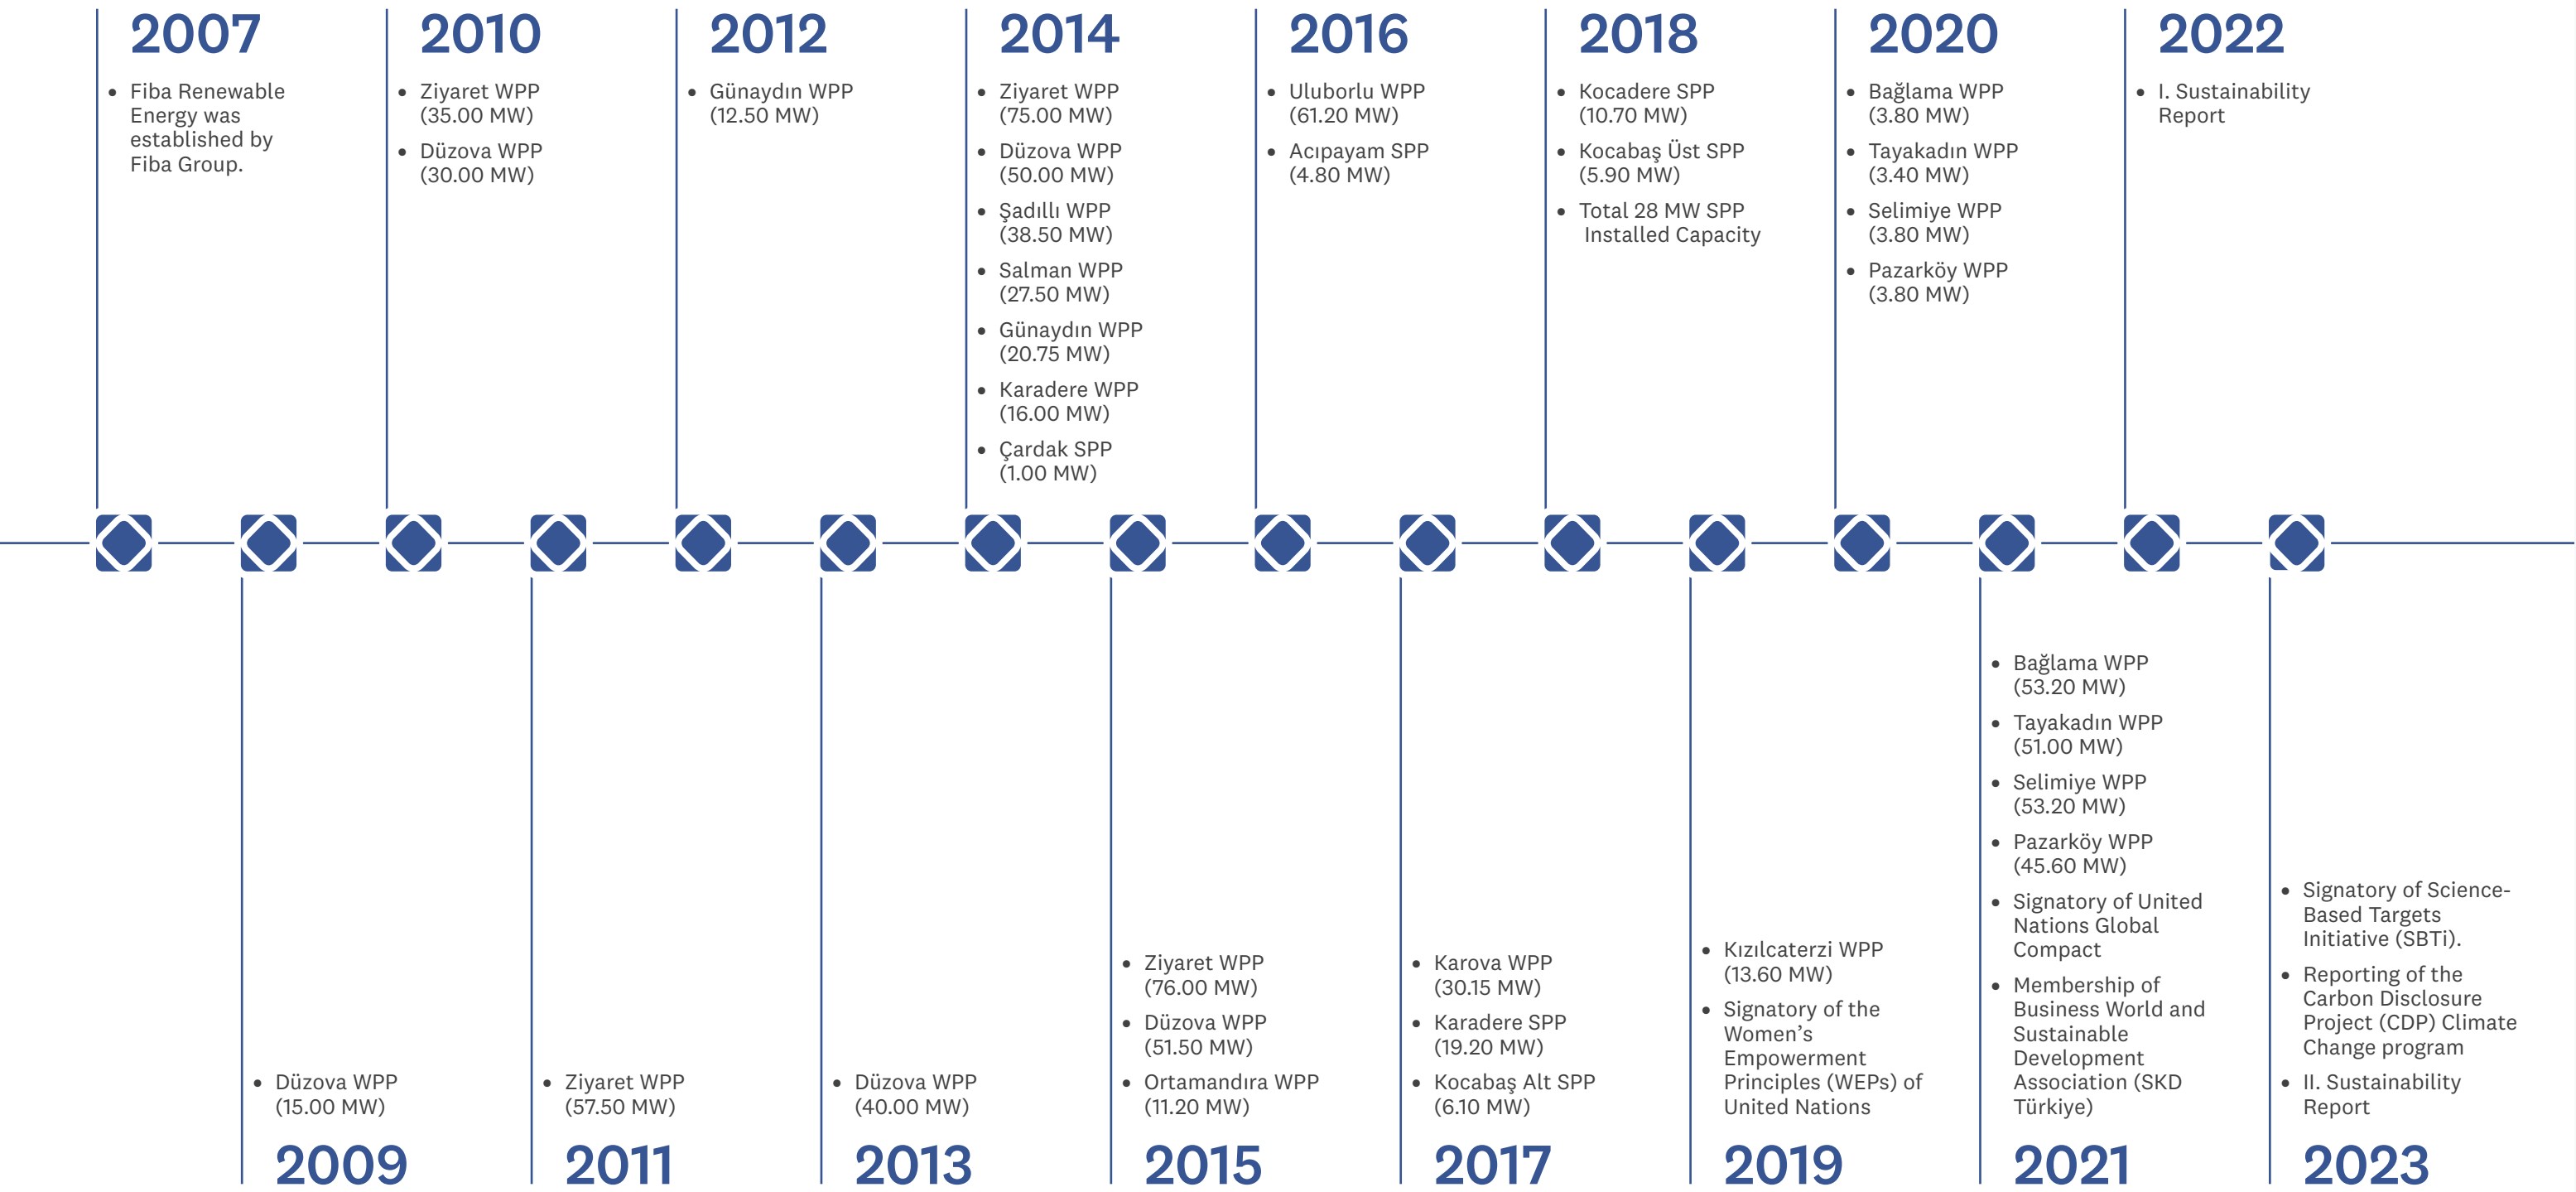 2007
• Fiba Renewable
Energy was
established by
Fiba Group.
2010
• Ziyaret WPP
(35.00 MW)
• Düzova WPP
(30.00 MW)
2012
• Günaydın WPP
(12.50 MW)
2014
• Ziyaret WPP
(75.00 MW)
• Düzova WPP
(50.00 MW)
• Şadıllı WPP
(38.50 MW)
• Salman WPP
(27.50 MW)
• Günaydın WPP
(20.75 MW)
• Karadere WPP
(16.00 MW)
• Çardak SPP
(1.00 MW)
2016
• Uluborlu WPP
(61.20 MW)
• Acıpayam SPP
(4.80 MW)
2018
• Kocadere SPP
(10.70 MW)
• Kocabaş Üst SPP
(5.90 MW)
• Total 28 MW SPP
Installed Capacity
2020
• Bağlama WPP
(3.80 MW)
• Tayakadın WPP
(3.40 MW)
• Selimiye WPP
(3.80 MW)
• Pazarköy WPP
(3.80 MW)
2022
• I. Sustainability
Report
• Düzova WPP
(15.00 MW)
2009
• Ziyaret WPP
(57.50 MW)
2011
• Düzova WPP
(40.00 MW)
2013
• Ziyaret WPP
(76.00 MW)
• Düzova WPP
(51.50 MW)
• Ortamandıra WPP
(11.20 MW)
2015
• Karova WPP
(30.15 MW)
• Karadere SPP
(19.20 MW)
• Kocabaş Alt SPP
(6.10 MW)
2017
• Kızılcaterzi WPP
(13.60 MW)
• Signatory of the
Women’s
Empowerment
Principles (WEPs) of
United Nations
2019
• Bağlama WPP
(53.20 MW)
• Tayakadın WPP
(51.00 MW)
• Selimiye WPP
(53.20 MW)
• Pazarköy WPP
(45.60 MW)
• Signatory of United
Nations Global
Compact
• Membership of
Business World and
Sustainable
Development
Association (SKD
Türkiye)
2021
• Signatory of Science-
Based Targets
Initiative (SBTi).
• Reporting of the
Carbon Disclosure
Project (CDP) Climate
Change program
• II. Sustainability
Report
2023